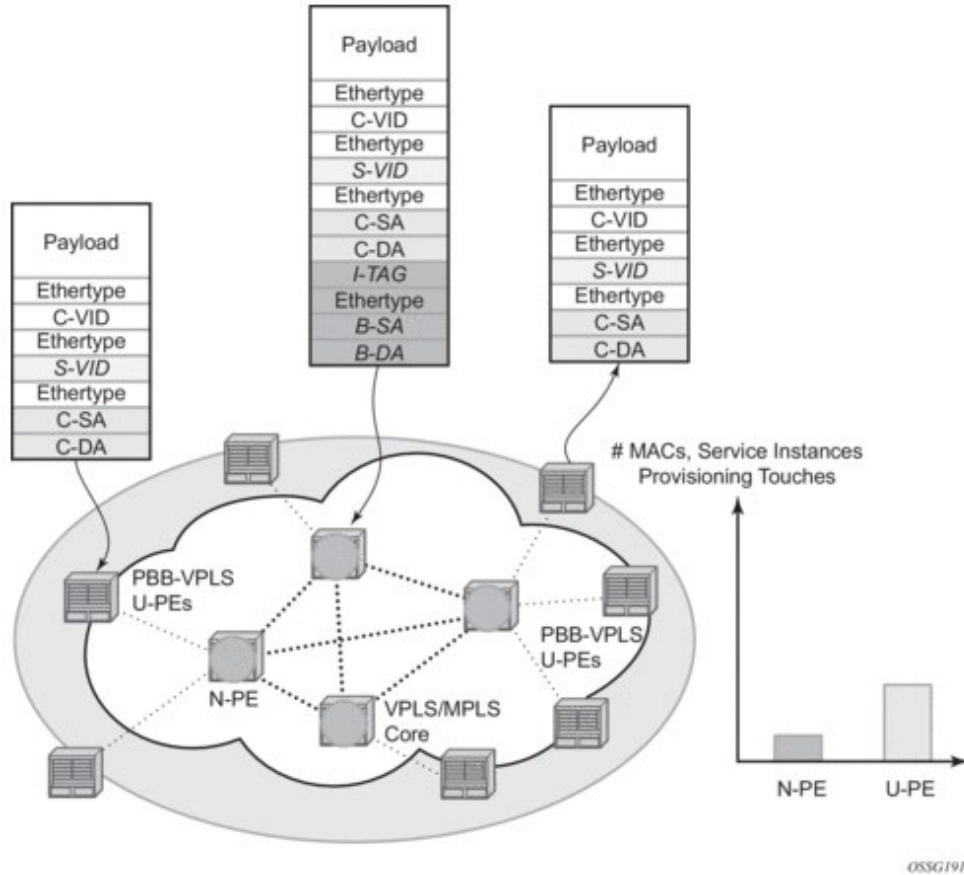 Payload
Ethertype
C-VID
Ethertype
S-VID
Ethertype
C-SA
C-DA
Payload
Ethertype
C-VID
Ethertype
S-VID
Ethertype
C-SA
C-DA
I-TAG
Ethertype
B-SA
B-DA
Payload
Ethertype
C-VID
Ethertype
S-VID
Ethertype
C-SA
C-DA
# MACs, Service Instances
Provisioning Touches
PBB-VPLS
U-PEs
N-PE
VPLS/MPLS
Core
PBB-VPLS
U-PEs
N-PE
U-PE
OSSG191